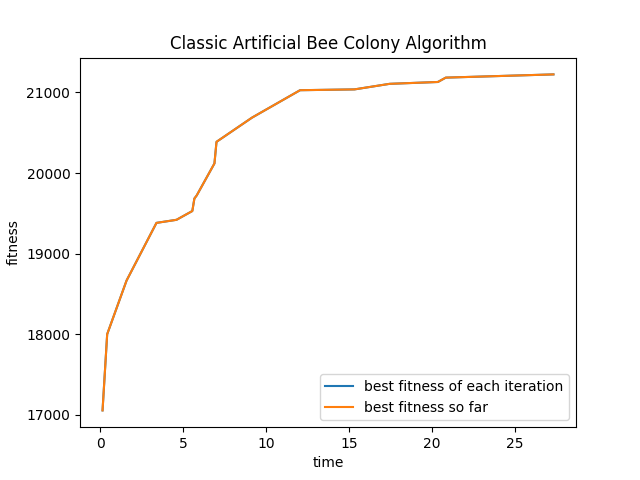 Classic Artificial Bee Colony Algorithm
fitness
21000
20000
19000
18000
17000
best fitness of each iteration
best fitness so far
0 5 10 15 20 25
time